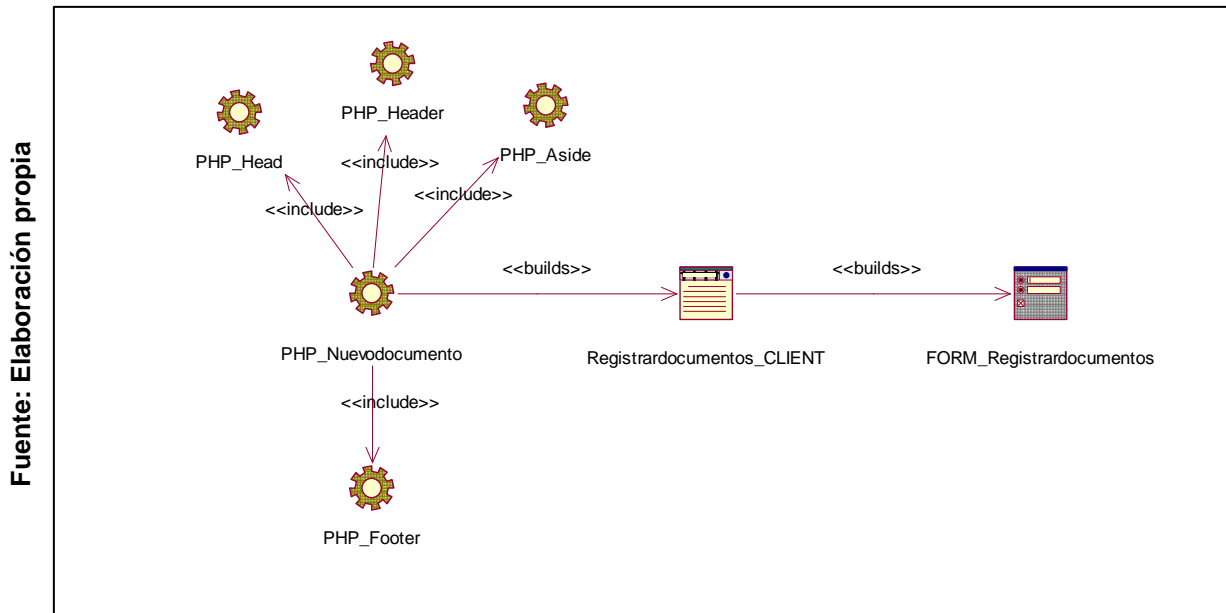 Fuente: Elaboración propia
PHP_Header
PHP_Head
PHP_Aside
<<include>>
<<include>>
<<include>>
<<builds>>
<<builds>>
PHP_Nuevodocumento
Registrardocumentos_CLIENT
FORM_Registrardocumentos
<<include>>
PHP_Footer